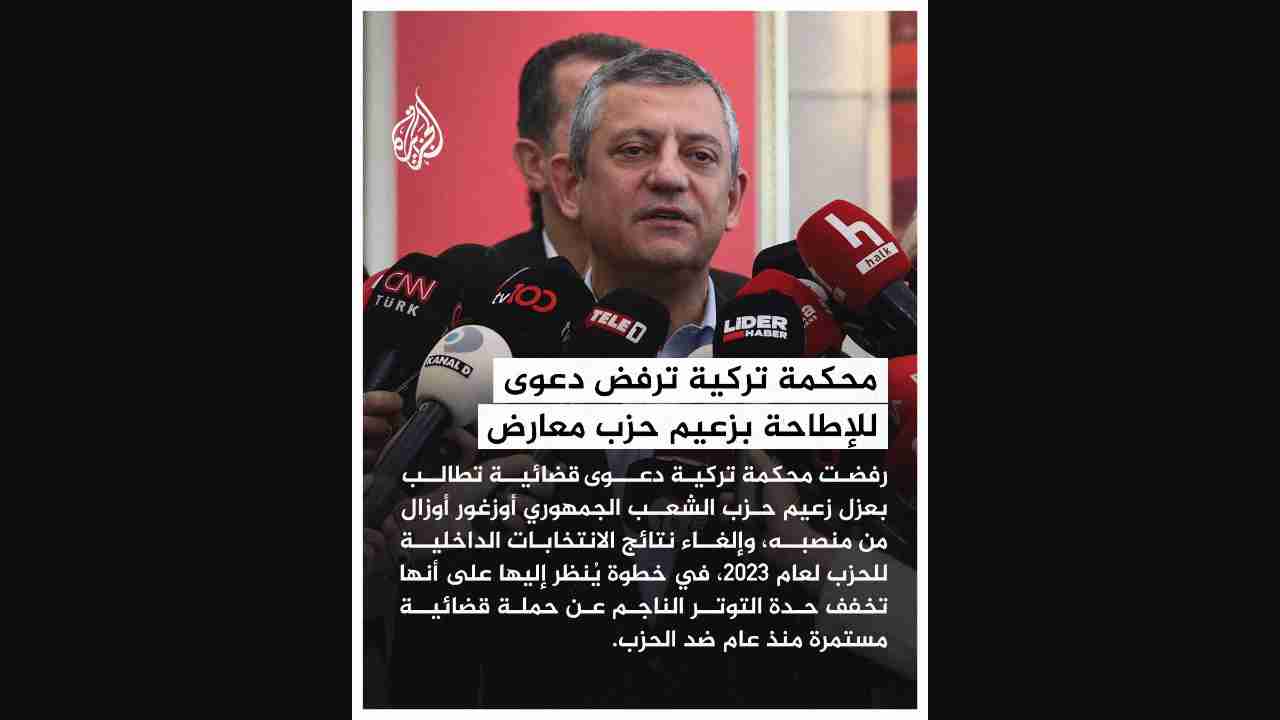 الجزيرة
h
halk
CNN
TÜRK
tv100
TELE1
LIDER
HABER
KANAL D
محكمة تركية ترفض دعوى
للإطاحة بزعيم حزب معارض
رفضت محكمة تركية دعوى قضائية تطالب
بعزل زعيم حزب الشعب الجمهوري أوزغور أوزال
من منصبه، وإلغاء نتائج الانتخابات الداخلية
للحزب لعام 2023، في خطوة يُنظر إليها على أنها
تخفف حدة التوتر الناجم عن حملة قضائية
مستمرة منذ عام ضد الحزب.